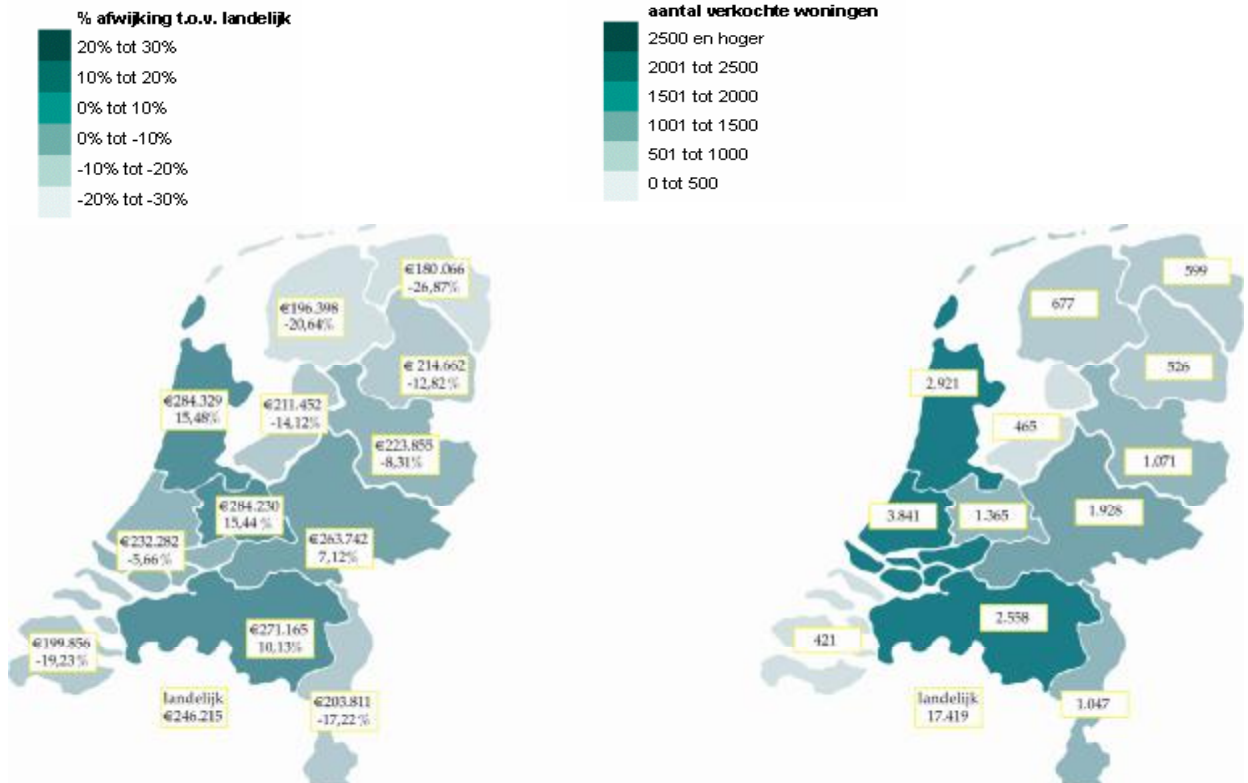 % afwijking t.o.v. landelijk
20% tot 30%
10% tot 20%
0% tot 10%
0% tot -10%
-10% tot -20%
-20% tot -30%
aantal verkochte woningen
2500 en hoger
2001 tot 2500
1501 tot 2000
1001 tot 1500
501 tot 1000
0 tot 500
€180.066
-26,87%
€196.398
-20,64%
€ 214.662
-12,82 %
€284.329
15,48%
€211.452
-14,12%
€223.855
-8,31%
€284.230
15,44 %
€232.282
-5,66%
€263.742
7,12%
€271.165
10,13%
€199.856
-19,23 %
landelijk
€246.215
€203.811
-17,22 %
599
677
526
2.921
465
1.071
3.841
1.365
1.928
2.558
421
landelijk
17.419
1.047